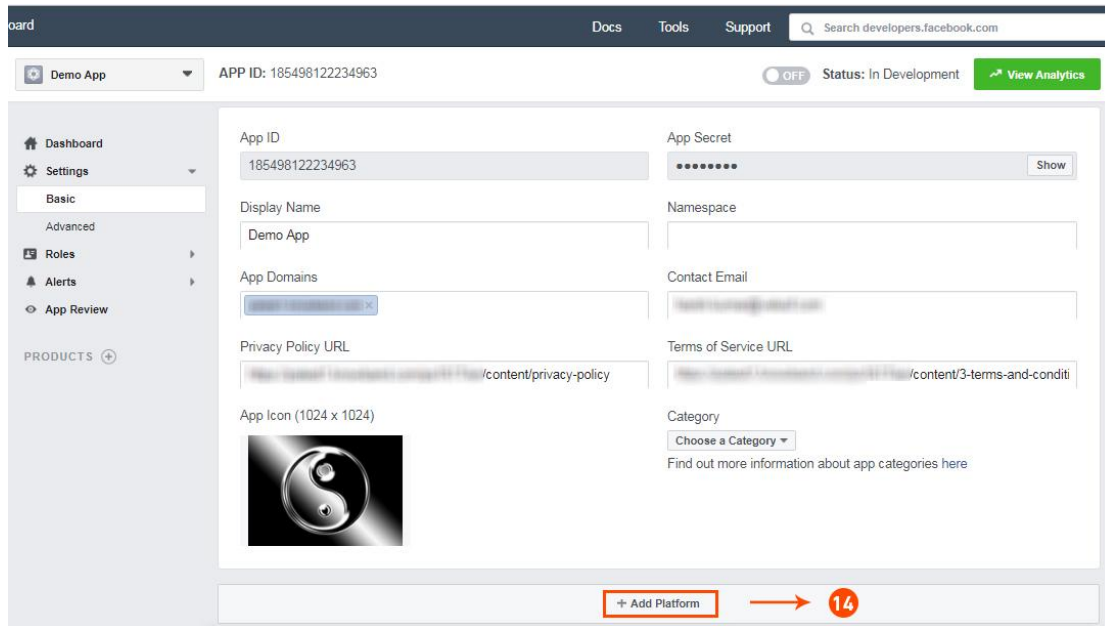 oard
Docs Tools Support Search developers.facebook.com
Demo App APP ID: 185498122234963 OFF Status: In Development View Analytics
Dashboard
Settings
Basic
Advanced
Roles
Alerts
App Review
PRODUCTS
App ID App Secret
185498122234963 •••••••• Show
Display Name Namespace
Demo App
App Domains Contact Email
×
Privacy Policy URL Terms of Service URL
/content/privacy-policy /content/3-terms-and-conditi
App Icon (1024 x 1024) Category
Choose a Category
Find out more information about app categories here
+ Add Platform 14